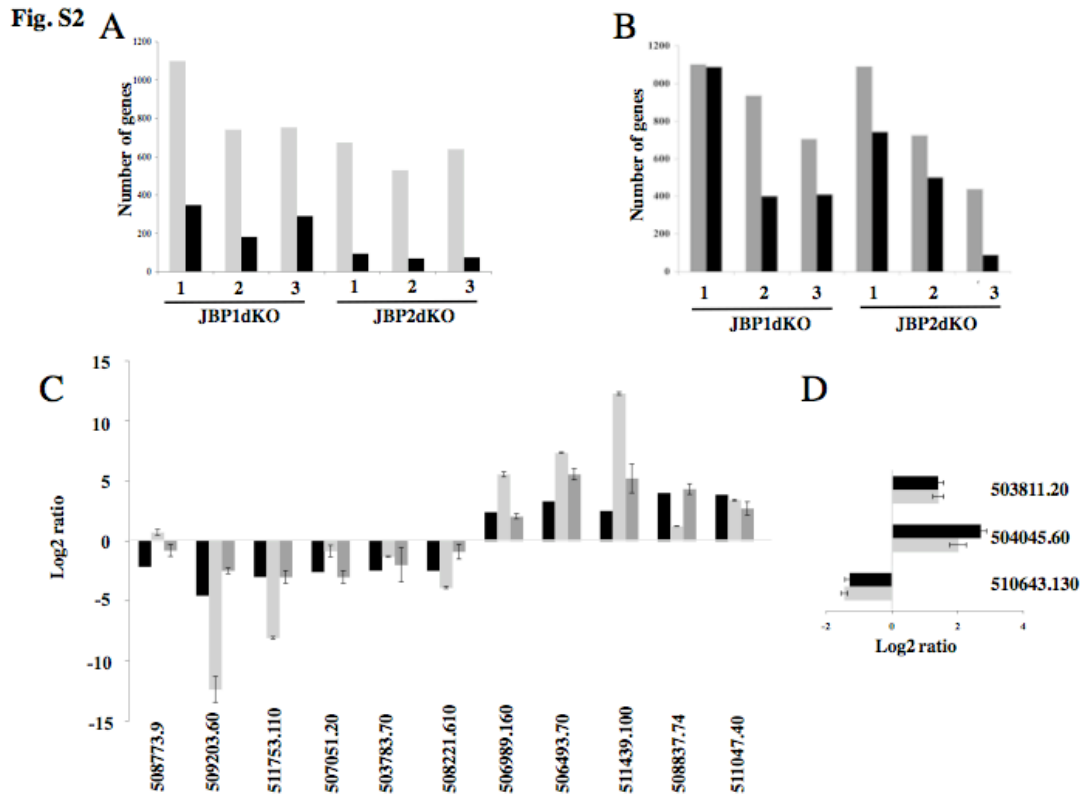 Fig. S2
A
1200
1000
800
600
400
200
0
Number of genes
1 2 3 1 2 3
JBP1dKO JBP2dKO
B
1200
000
800
600
400
200
0
Number of genes
1 2 3 1 2 3
JBP1dKO JBP2dKO
C
15
10
5
0
-5
-10
-15
Log2 ratio
508773.9
509203.60
511753.110
507051.20
503783.70
508221.610
506989.160
506493.70
511439.100
508837.74
511047.40
D
503811.20
504045.60
510643.130
-2 0 2 4
Log2 ratio